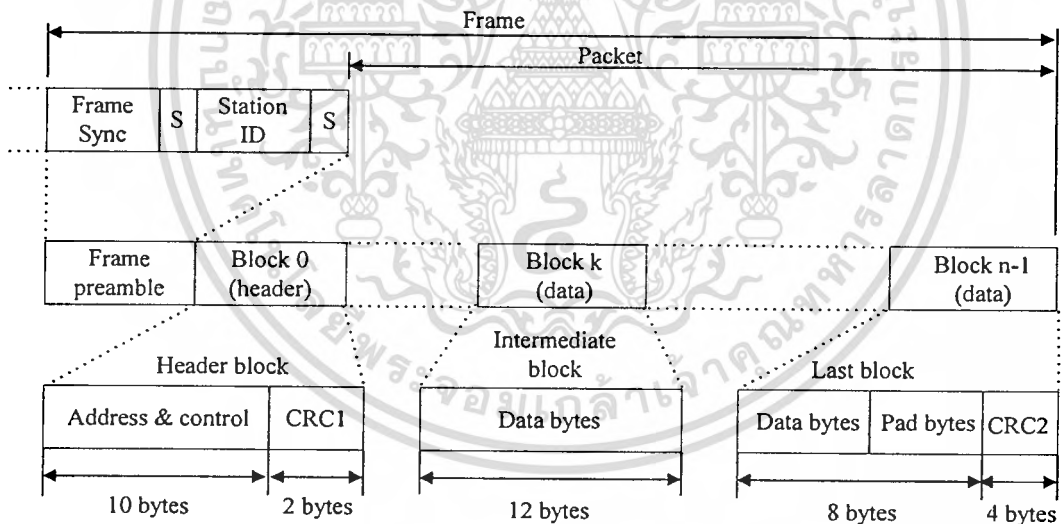 Frame
Packet
Frame
Sync
S
Station
ID
S
Frame
preamble
Block 0
(header)
Block k
(data)
Block n-1
(data)
Header block
Intermediate
block
Last block
Address & control
CRC1
Data bytes
Data bytes
Pad bytes
CRC2
10 bytes
2 bytes
12 bytes
8 bytes
4 bytes